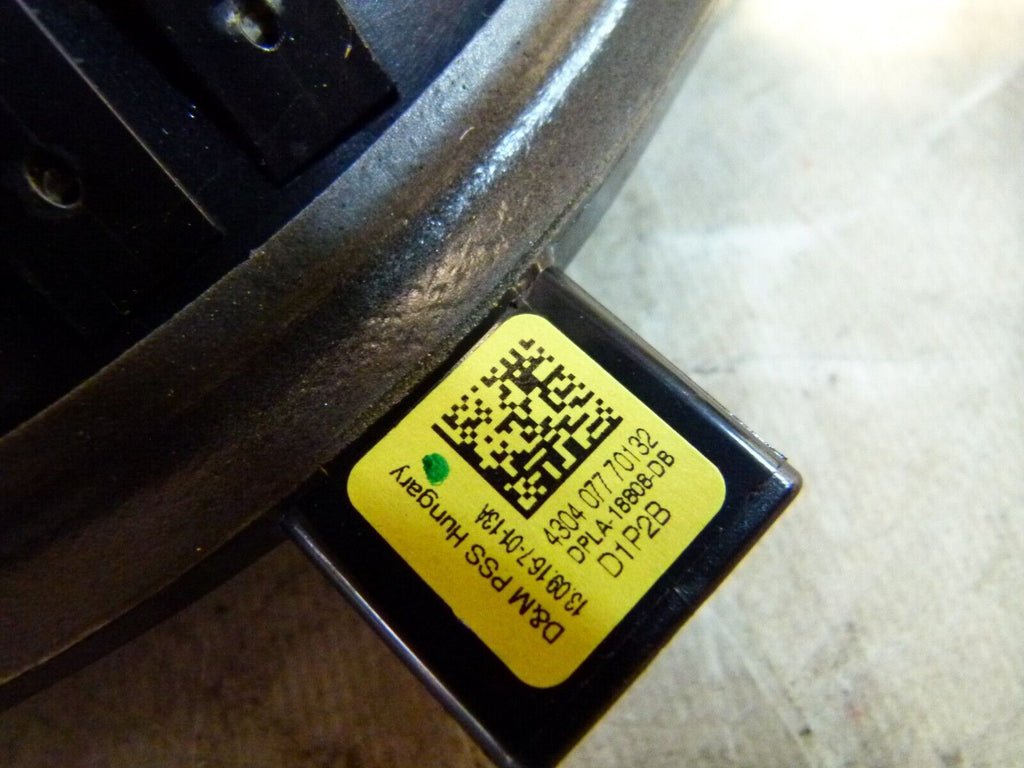 4304 077 70132
DPLA-18808-DB
D1P2B
13.09.16-7-01-13A
D&M PSS Hungary